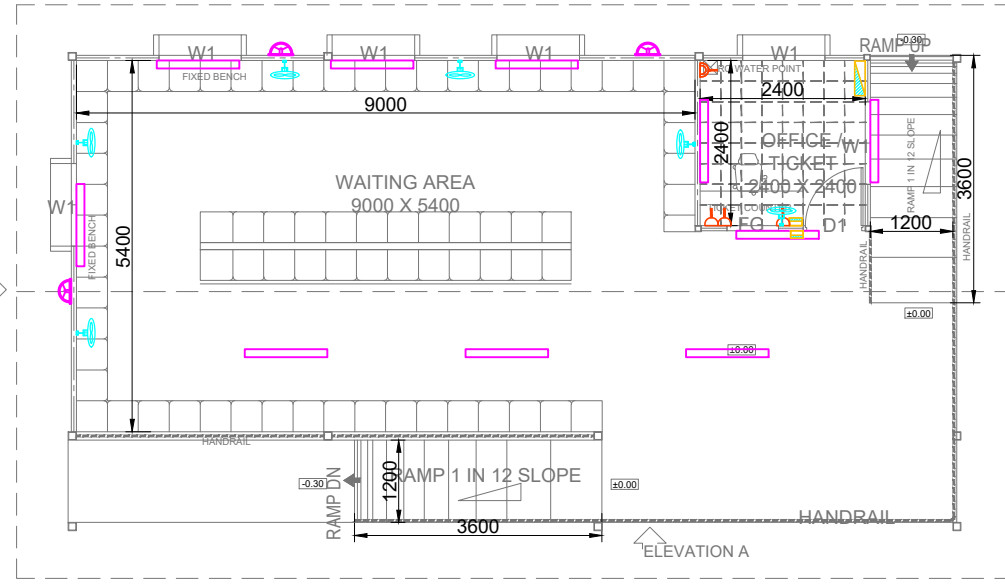 W1
W1
W1
W1
-0.30
RAMP UP
FIXED BENCH
RO WATER POINT
2400
9000
2400
OFFICE /
TICKET
2400 X 2400
W1
RAMP 1 IN 12 SLOPE
3600
HANDRAIL
WAITING AREA
9000 X 5400
W1
FIXED BENCH
5400
TICKET COUNTER
FG
D1
1200
HANDRAIL
±0.00
±0.00
HANDRAIL
RAMP DN
-0.30
1200
RAMP 1 IN 12 SLOPE
±0.00
3600
HANDRAIL
ELEVATION A